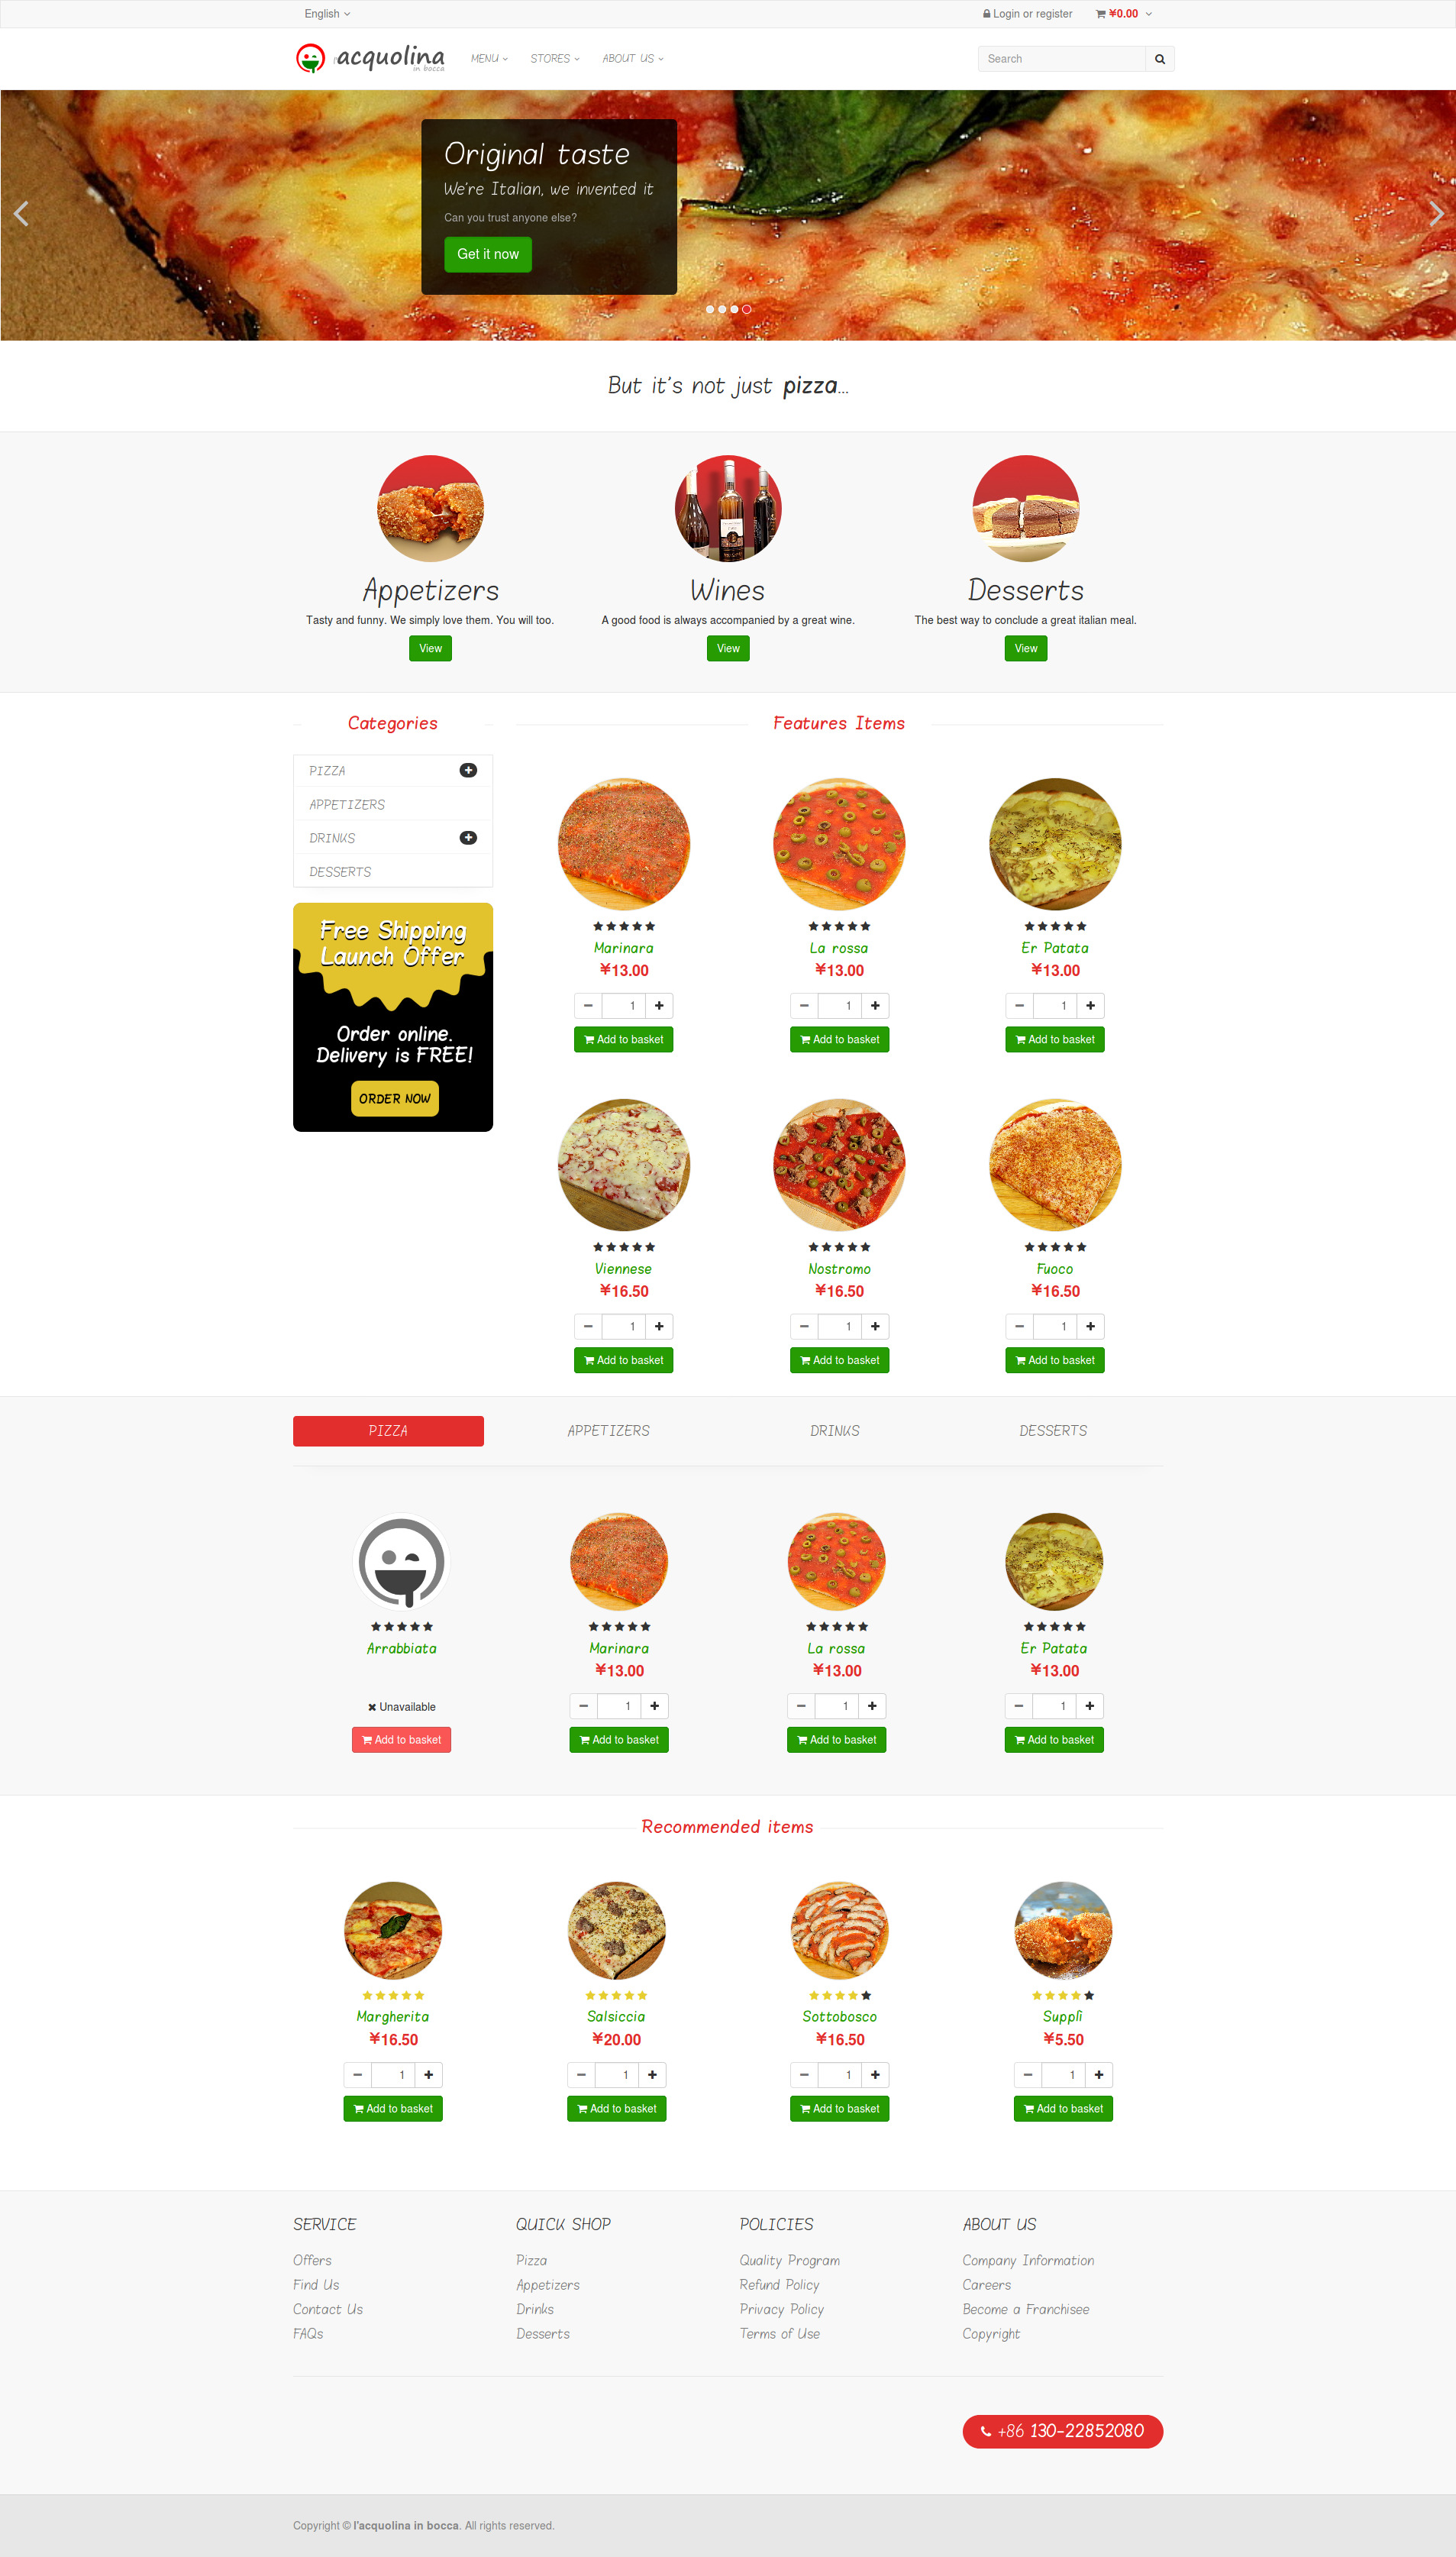 English
Login or register
¥0.00
l'acquolina
in bocca
MENU
STORES
ABOUT US
Search
Original taste
We're Italian, we invented it
Can you trust anyone else?
Get it now
But it's not just pizza...
Appetizers
Wines
Desserts
Tasty and funny. We simply love them. You will too.
A good food is always accompanied by a great wine.
The best way to conclude a great italian meal.
View
View
View
Categories
PIZZA
APPETIZERS
DRINKS
DESSERTS
Free Shipping
Launch Offer
Order online.
Delivery is FREE!
ORDER NOW
Features Items
Marinara
La rossa
Er Patata
¥13.00
¥13.00
¥13.00
1
1
1
Add to basket
Add to basket
Add to basket
Viennese
Nostromo
Fuoco
¥16.50
¥16.50
¥16.50
1
1
1
Add to basket
Add to basket
Add to basket
PIZZA
APPETIZERS
DRINKS
DESSERTS
Arrabbiata
Marinara
La rossa
Er Patata
¥13.00
¥13.00
¥13.00
Unavailable
1
1
1
Add to basket
Add to basket
Add to basket
Add to basket
Recommended items
Margherita
Salsiccia
Sottobosco
Supplì
¥16.50
¥20.00
¥16.50
¥5.50
1
1
1
1
Add to basket
Add to basket
Add to basket
Add to basket
SERVICE
Offers
Find Us
Contact Us
FAQs
QUICK SHOP
Pizza
Appetizers
Drinks
Desserts
POLICIES
Quality Program
Refund Policy
Privacy Policy
Terms of Use
ABOUT US
Company Information
Careers
Become a Franchisee
Copyright
+86 130-22852080
Copyright © l'acquolina in bocca. All rights reserved.